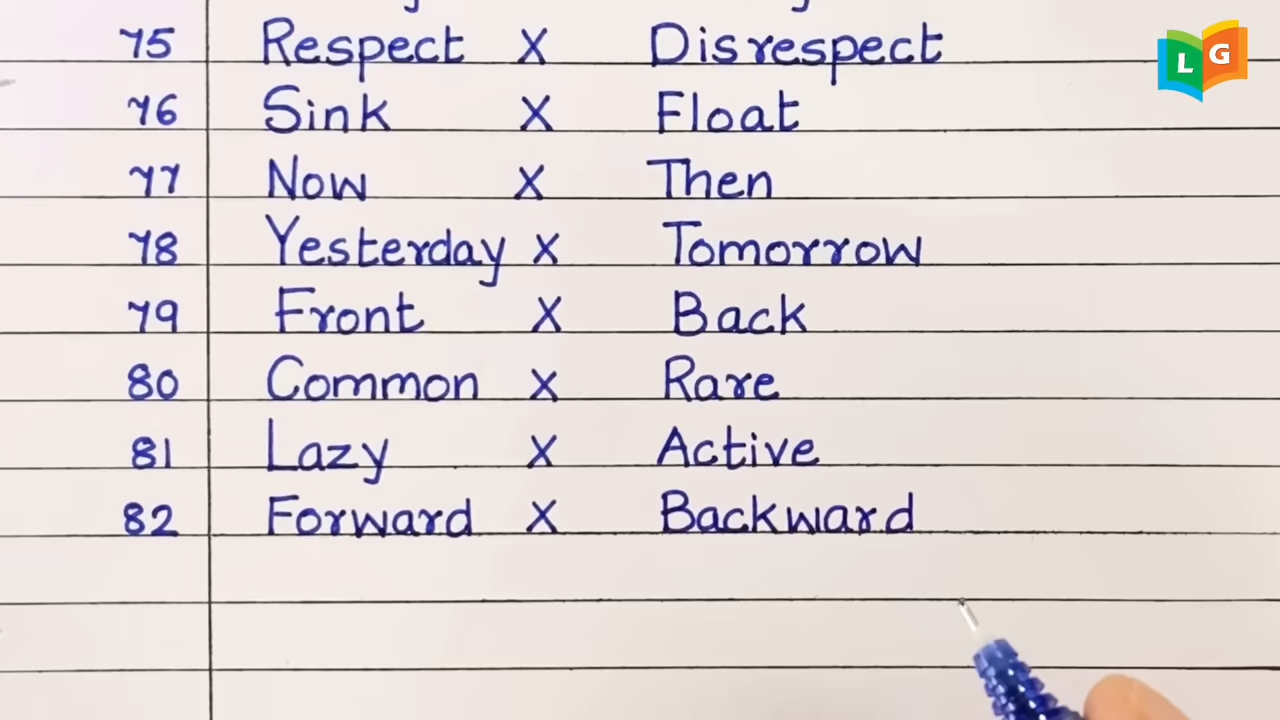 75 Respect X Disrespect
76 Sink X Float
77 Now X Then
78 Yesterday X Tomorrow
79 Front X Back
80 Common X Rare
81 Lazy X Active
82 Forward X Backward
L G